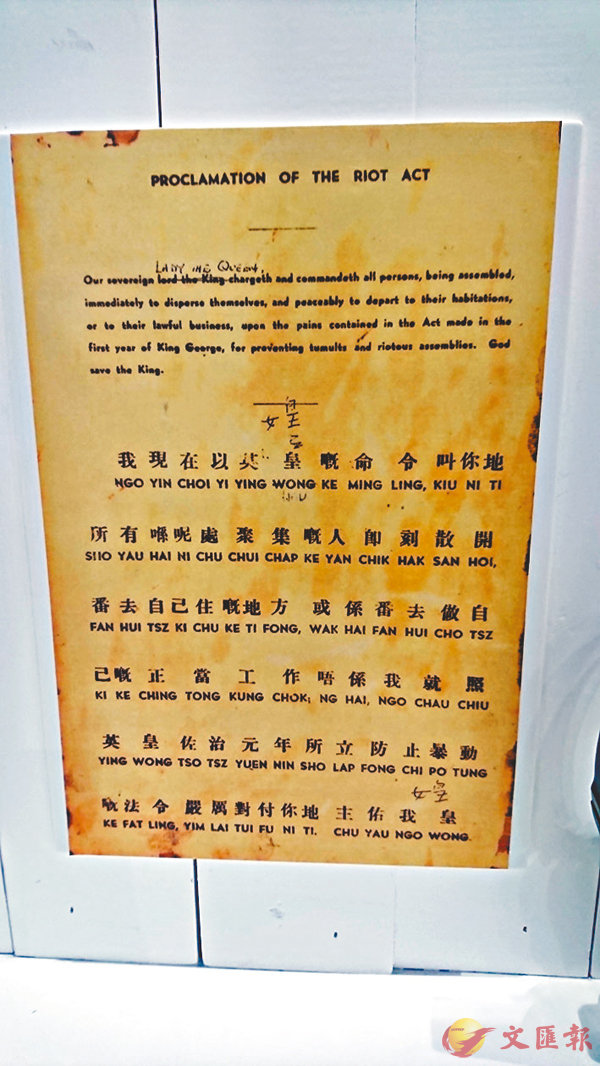 PROCLAMATION OF THE RIOT ACT
LADY THE QUEEN,
Our sovereign lord the King chargeth and commandeth all persons, being assembled,
immediately to disperse themselves, and peaceably to depart to their habitations,
or to their lawful business, upon the pains contained in the Act made in the
first year of King George, for preventing tumults and riotous assemblies. God
save the King.
我現在以英皇嘅命令叫你地
NGO YIN CHOI YI YING WONG KE MING LING, KIU NI TI
所有喺呢處聚集嘅人即刻散開
SHO YAU HAI NI CHU CHUI CHAP KE YAN CHIK HAK SAN HOI,
番去自己住嘅地方或係番去做自
FAN HUI TSZ KI CHU KE TI FONG, WAK HAI FAN HUI CHO TSZ
己嘅正當工作唔係我就照
KI KE CHING TONG KUNG CHOK; NG HAI, NGO CHAU CHIU
英皇佐治元年所立防止暴動
YING WONG TSO TSZ YUEN NIN SHO LAP FONG CHI PO TUNG
嘅法令嚴厲對付你地主佑我皇
KE FAT LING, YIM LAI TUI FU NI TI. CHU YAU NGO WONG.
文匯報